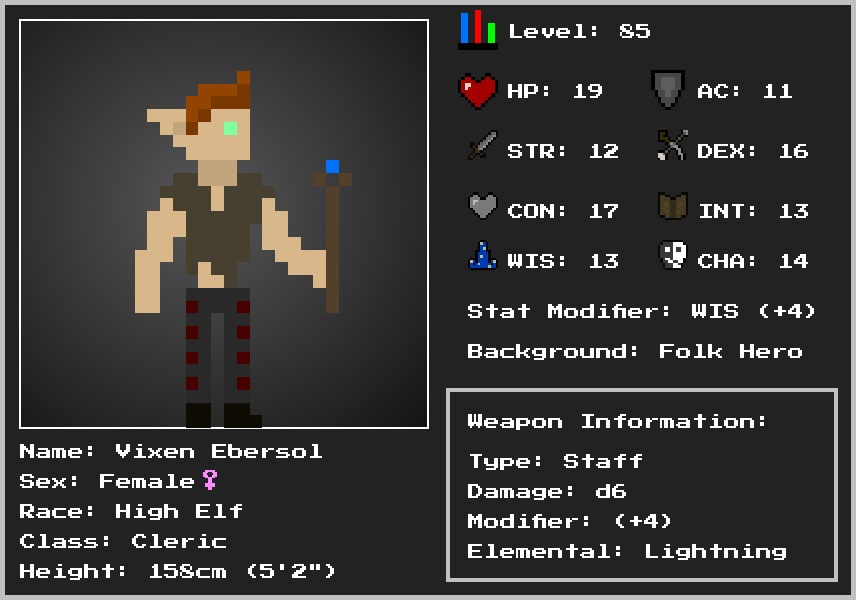 Level: 85
HP: 19 AC: 11
STR: 12 DEX: 16
CON: 17 INT: 13
WIS: 13 CHA: 14
Stat Modifier: WIS (+4)
Background: Folk Hero
Weapon Information:
Type: Staff
Damage: d6
Modifier: (+4)
Elemental: Lightning
Name: Vixen Ebersol
Sex: Female♀
Race: High Elf
Class: Cleric
Height: 158cm (5'2")